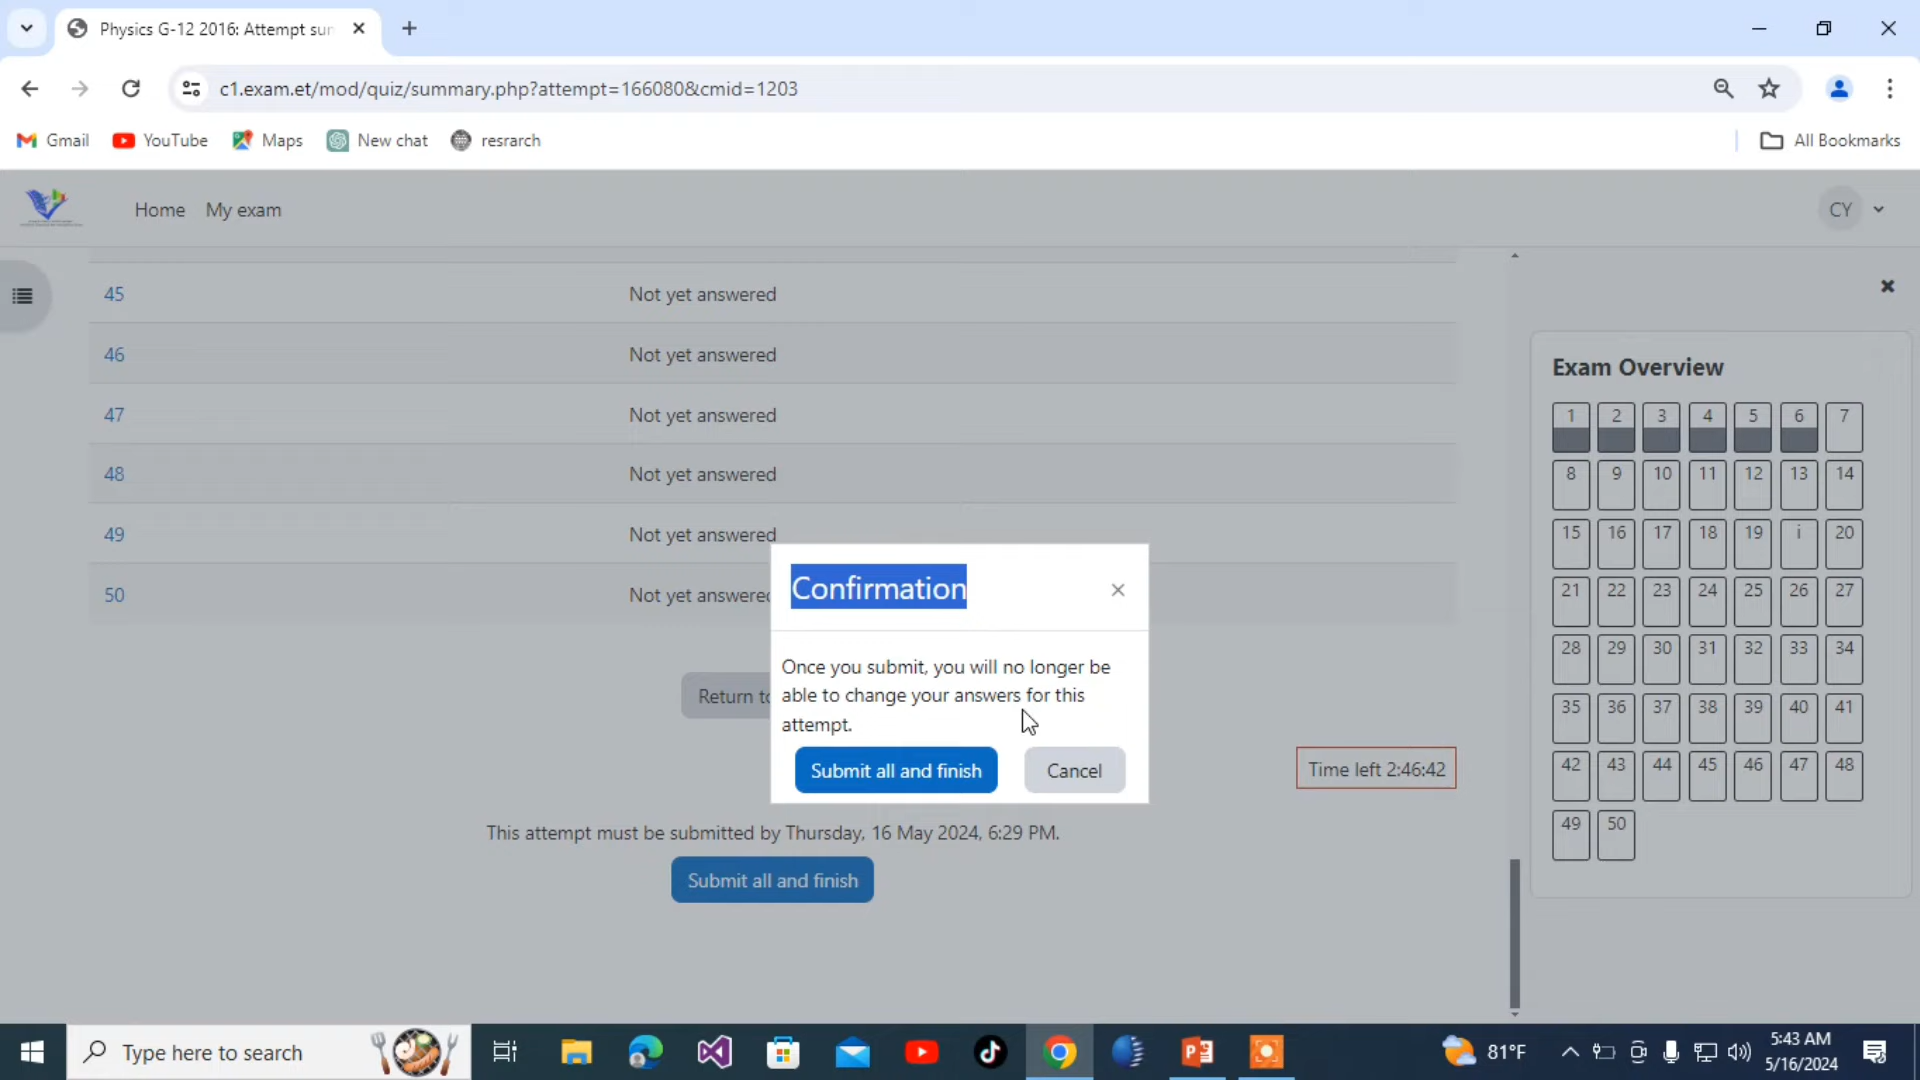 Physics G-12 2016: Attempt sur
c1.exam.et/mod/quiz/summary.php?attempt=166080&cmid=1203
Gmail YouTube Maps New chat resrarch All Bookmarks
Home My exam CY
45 Not yet answered
46 Not yet answered
47 Not yet answered
48 Not yet answered
49 Not yet answered
50 Not yet answered
Confirmation
Once you submit, you will no longer be
able to change your answers for this
attempt.
Submit all and finish Cancel
Return to
Time left 2:46:42
This attempt must be submitted by Thursday, 16 May 2024, 6:29 PM.
Submit all and finish
Exam Overview
1 2 3 4 5 6 7
8 9 10 11 12 13 14
15 16 17 18 19 i 20
21 22 23 24 25 26 27
28 29 30 31 32 33 34
35 36 37 38 39 40 41
42 43 44 45 46 47 48
49 50
Type here to search
81°F
5:43 AM
5/16/2024